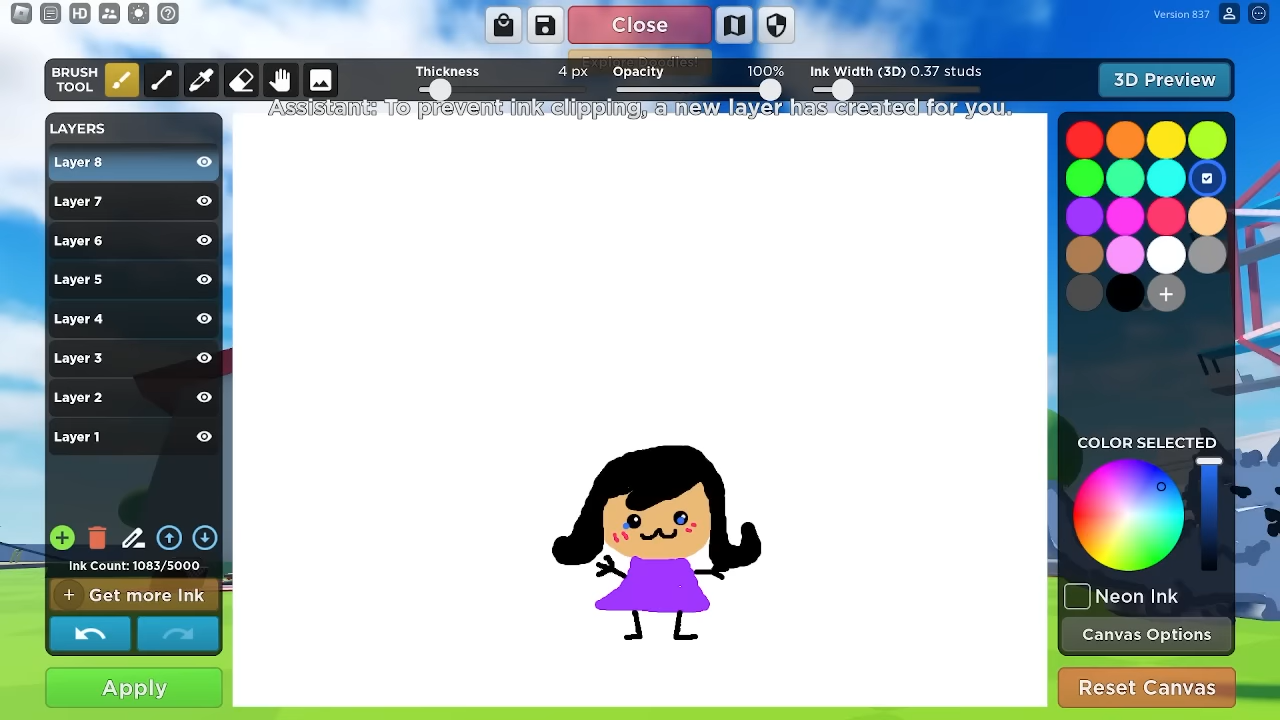 HD
Close
Version 837
Explore Doodles!
BRUSH
TOOL
Thickness
4 px
Opacity
100%
Ink Width (3D) 0.37 studs
3D Preview
Assistant: To prevent ink clipping, a new layer has created for you.
LAYERS
Layer 8
Layer 7
Layer 6
Layer 5
Layer 4
Layer 3
Layer 2
Layer 1
Ink Count: 1083/5000
+ Get more Ink
Apply
COLOR SELECTED
Neon Ink
Canvas Options
Reset Canvas